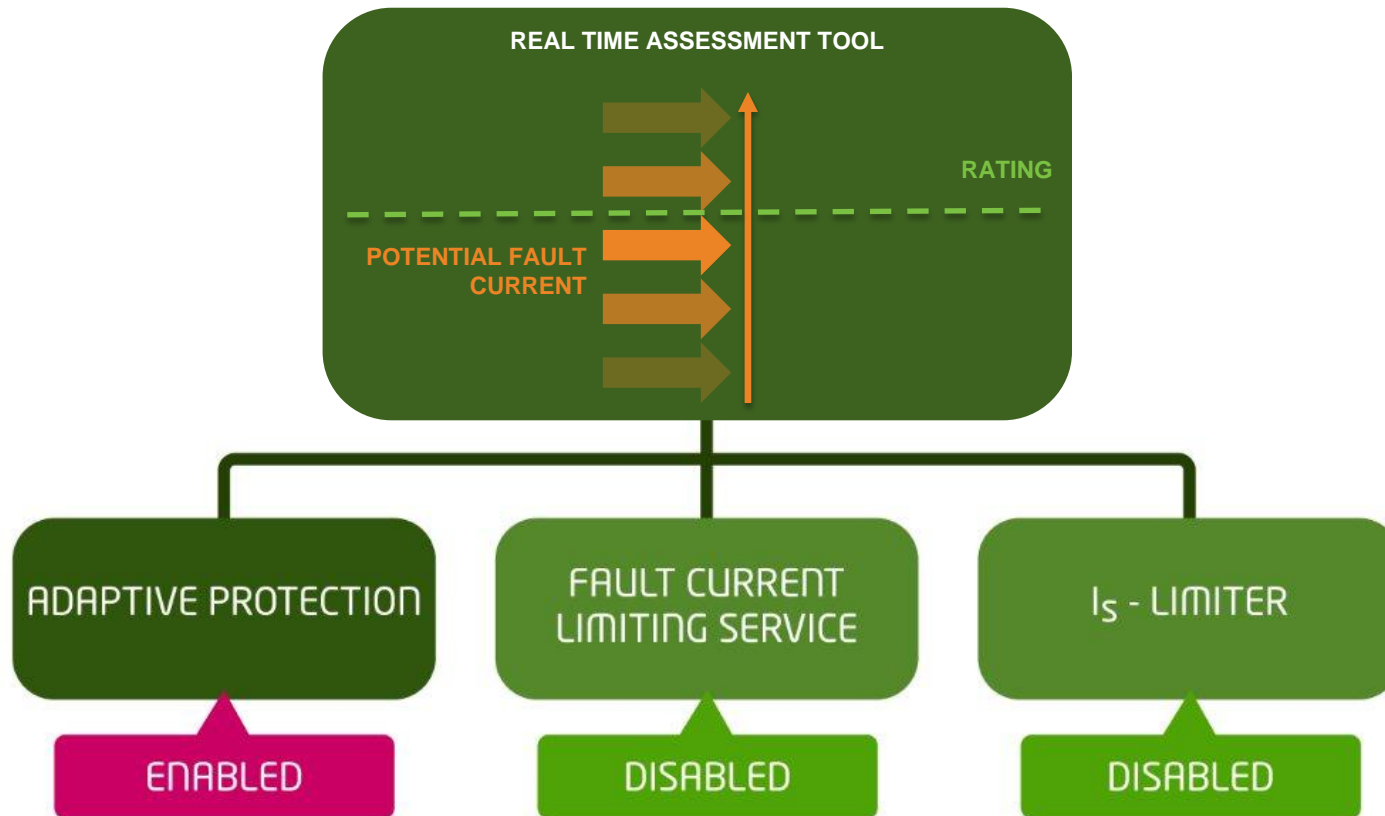 REAL TIME ASSESSMENT TOOL
RATING
POTENTIAL FAULT
CURRENT
ADAPTIVE PROTECTION
FAULT CURRENT
LIMITING SERVICE
Is - LIMITER
ENABLED
DISABLED
DISABLED